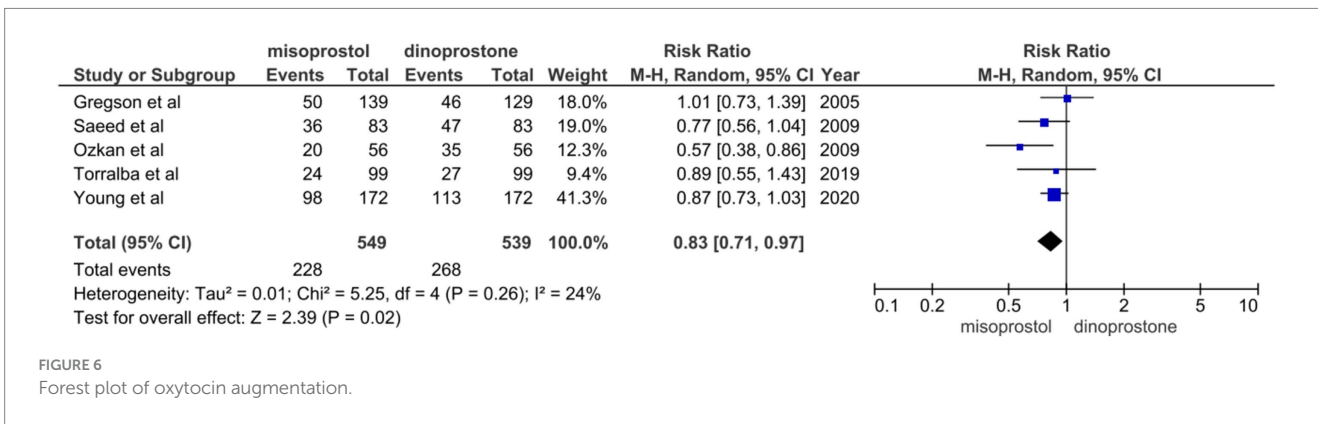 misoprostol dinoprostone Risk Ratio Risk Ratio
Study or Subgroup Events Total Events Total Weight M-H, Random, 95% CI Year M-H, Random, 95% CI
Gregson et al 50 139 46 129 18.0% 1.01 [0.73, 1.39] 2005
Saeed et al 36 83 47 83 19.0% 0.77 [0.56, 1.04] 2009
Ozkan et al 20 56 35 56 12.3% 0.57 [0.38, 0.86] 2009
Torralba et al 24 99 27 99 9.4% 0.89 [0.55, 1.43] 2019
Young et al 98 172 113 172 41.3% 0.87 [0.73, 1.03] 2020
Total (95% CI) 549 539 100.0% 0.83 [0.71, 0.97]
Total events 228 268
Heterogeneity: Tau² = 0.01; Chi² = 5.25, df = 4 (P = 0.26); I² = 24%
Test for overall effect: Z = 2.39 (P = 0.02)
0.1 0.2 0.5 1 2 5 10
misoprostol dinoprostone
FIGURE 6
Forest plot of oxytocin augmentation.